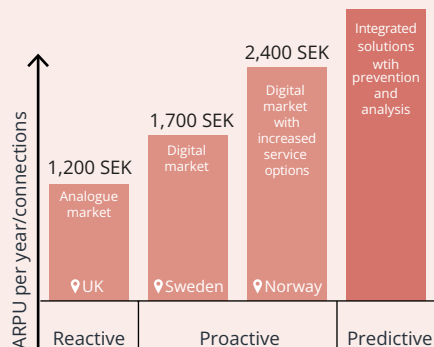 2,400 SEK
1,700 SEK
1,200 SEK
Integrated
solutions
wtih
prevention
and
analysis
Digital
market
with
increased
service
options
Digital
market
Analogue
market
UK
Sweden
Norway
Reactive
Proactive
Predictive
ARPU per year/connections